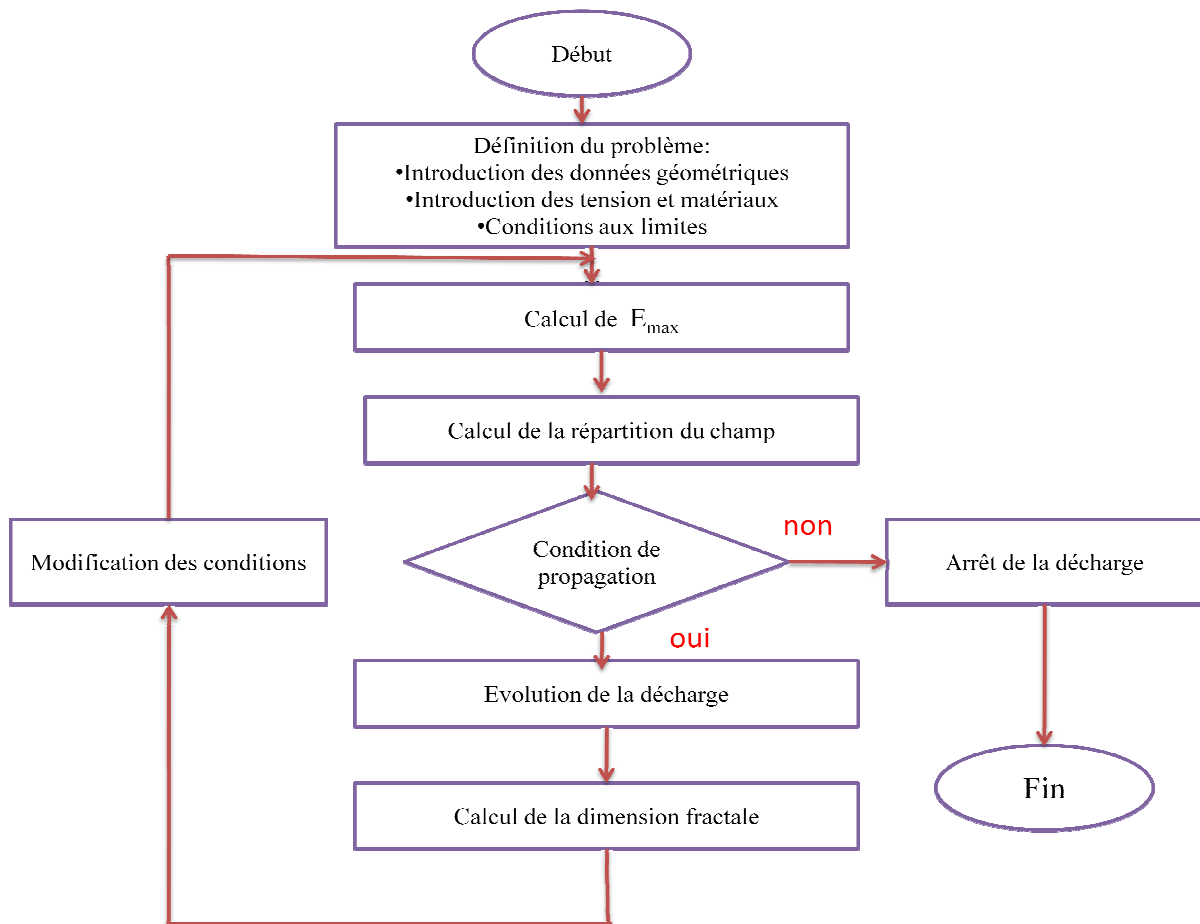 Début
Définition du problème:
•Introduction des données géométriques
•Introduction des tension et matériaux
•Conditions aux limites
Calcul de E_max
Calcul de la répartition du champ
Condition de
propagation
non
Arrêt de la décharge
Modification des conditions
oui
Evolution de la décharge
Calcul de la dimension fractale
Fin